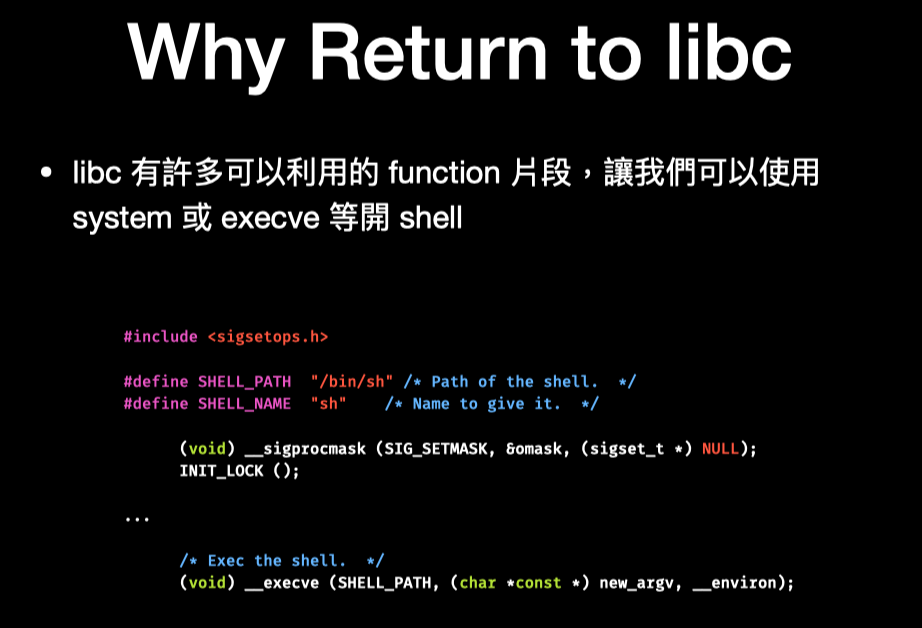 Why Return to libc
• libc 有許多可以利用的 function 片段，讓我們可以使用
system 或 execve 等開 shell
#include <sigsetops.h>
#define SHELL_PATH  "/bin/sh" /* Path of the shell.  */
#define SHELL_NAME  "sh"    /* Name to give it.  */
(void) __sigprocmask (SIG_SETMASK, &omask, (sigset_t *) NULL);
INIT_LOCK ();
...
/* Exec the shell.  */
(void) __execve (SHELL_PATH, (char *const *) new_argv, __environ);